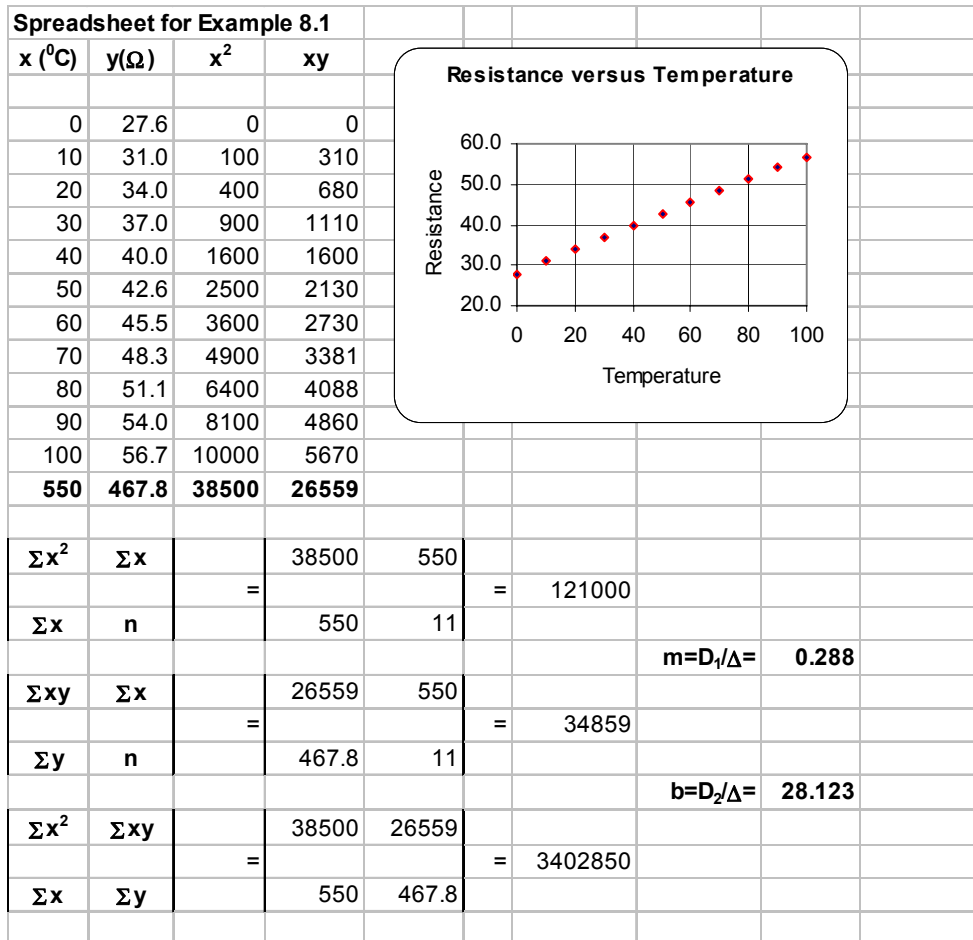 Spreadsheet for Example 8.1
x (⁰C) y(Ω) x² xy
0 27.6 0 0
10 31.0 100 310
20 34.0 400 680
30 37.0 900 1110
40 40.0 1600 1600
50 42.6 2500 2130
60 45.5 3600 2730
70 48.3 4900 3381
80 51.1 6400 4088
90 54.0 8100 4860
100 56.7 10000 5670
550 467.8 38500 26559
Resistance versus Temperature
Resistance
60.0
50.0
40.0
30.0
20.0
0 20 40 60 80 100
Temperature
Σx² Σx 38500 550
= = 121000
Σx n 550 11
m=D₁/Δ= 0.288
Σxy Σx 26559 550
= = 34859
Σy n 467.8 11
b=D₂/Δ= 28.123
Σx² Σxy 38500 26559
= = 3402850
Σx Σy 550 467.8